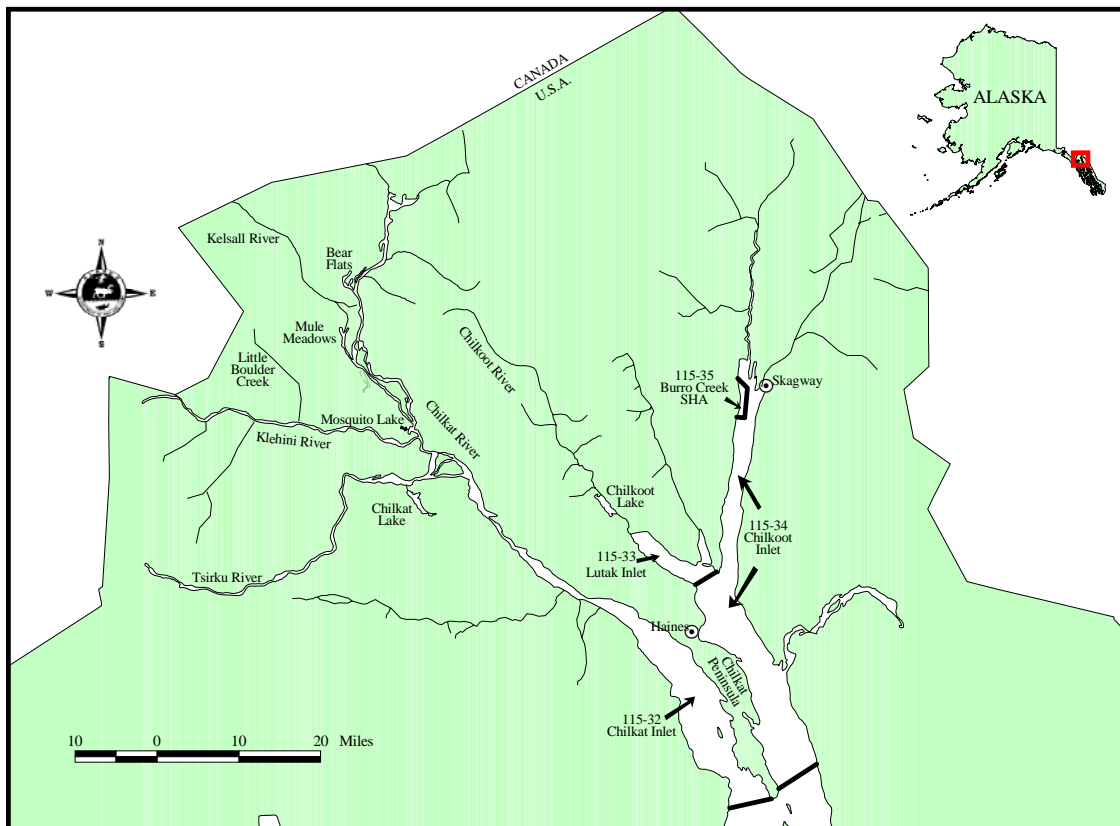 CANADA
U.S.A.
ALASKA
Kelsall River
Bear
Flats
N
W
E
S
Mule
Meadows
Little
Boulder
Creek
Chilkoot River
115-35
Burro Creek
SHA
Skagway
Mosquito Lake
Chilkat River
Klehini River
Chilkat
Lake
Chilkoot
Lake
115-34
Chilkoot
Inlet
115-33
Lutak Inlet
Tsirku River
Haines
Chilkat
Peninsula
115-32
Chilkat Inlet
10 0 10 20 Miles